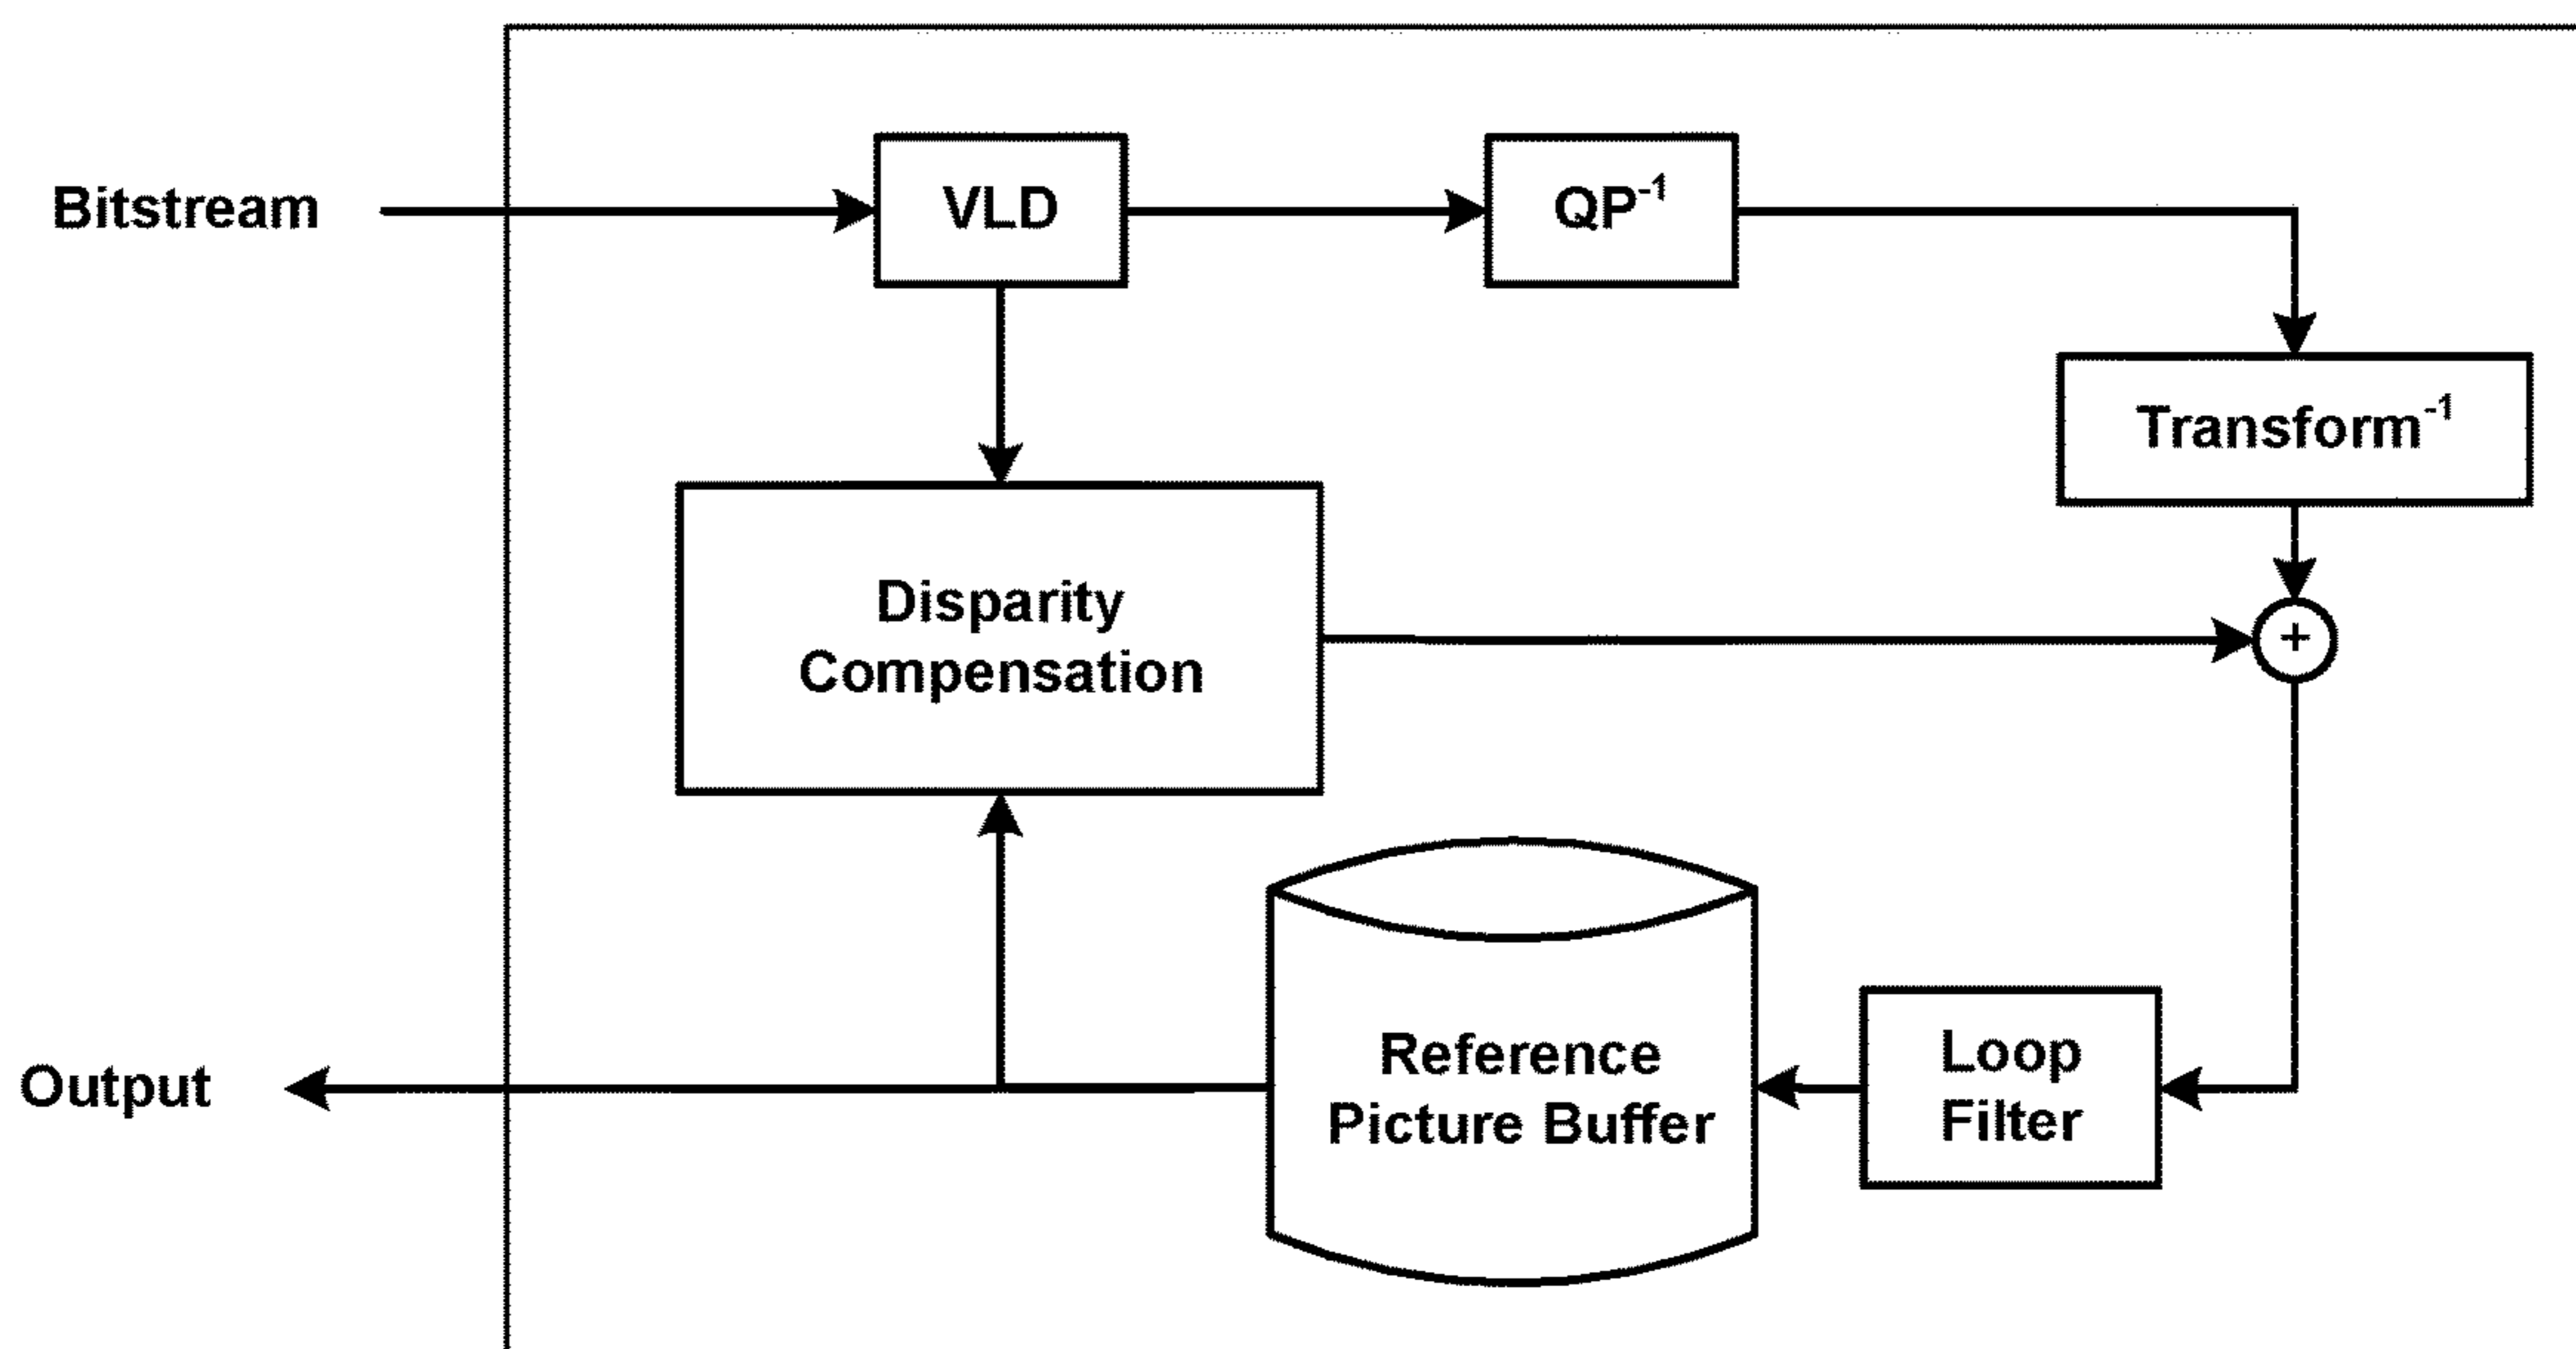 Bitstream
VLD
QP⁻¹
Transform⁻¹
Disparity
Compensation
+
Reference
Picture Buffer
Loop
Filter
Output